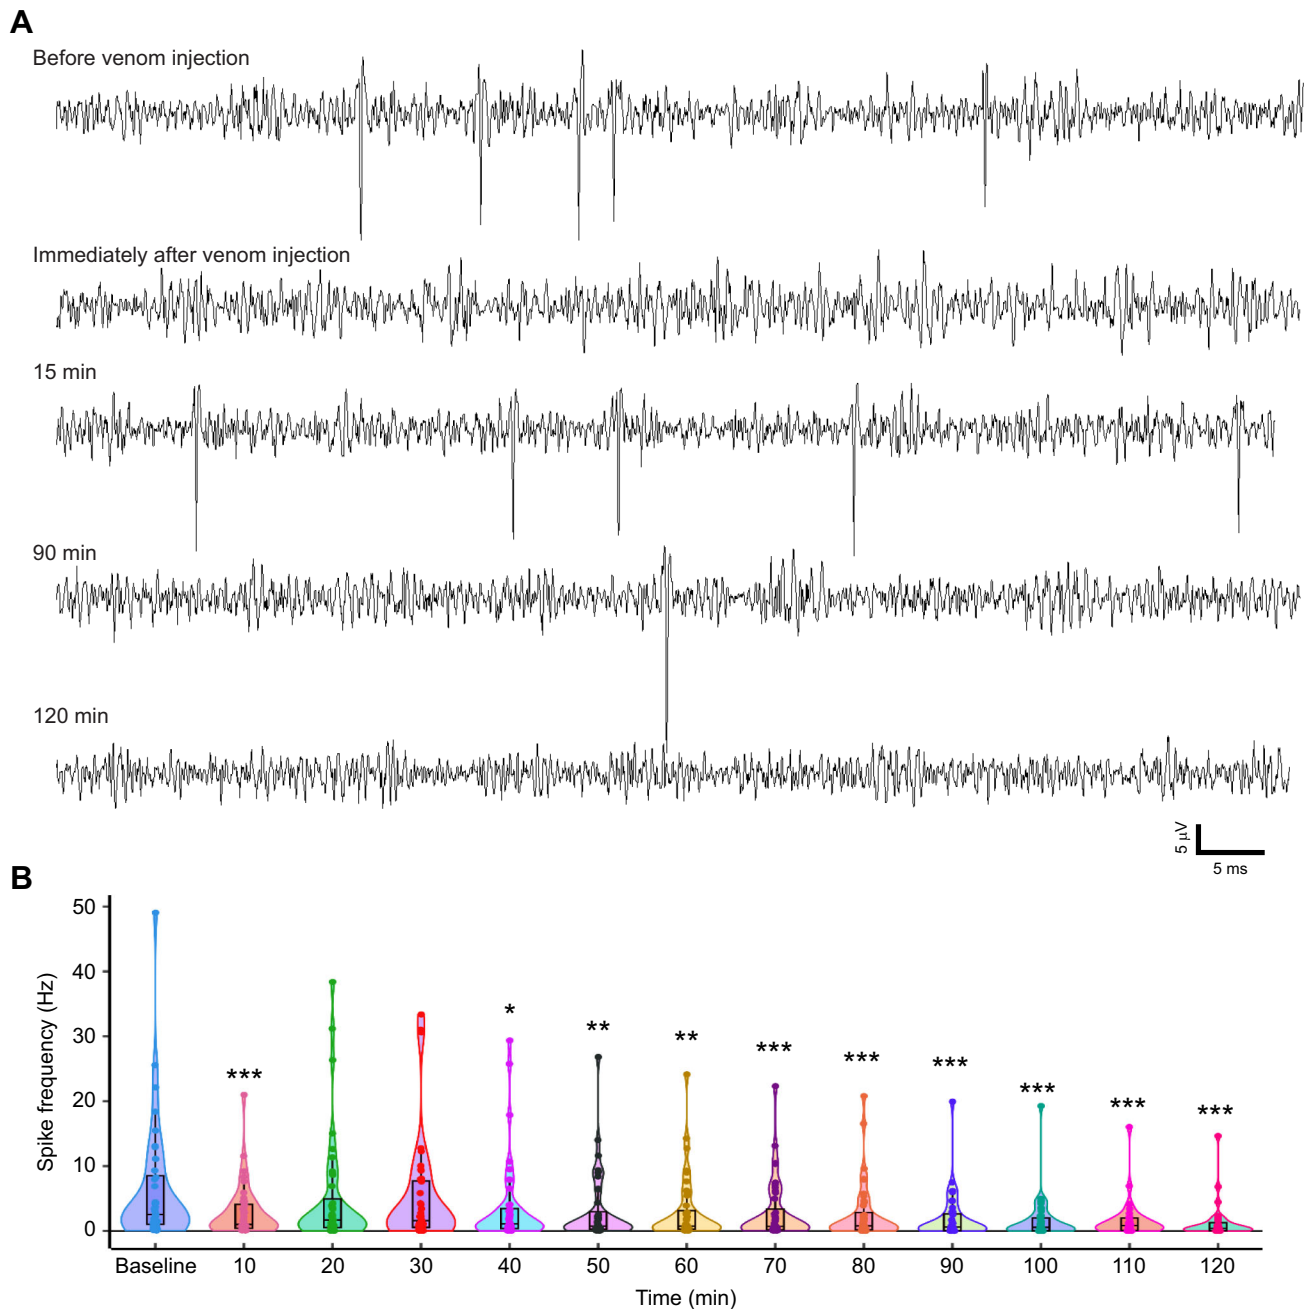 A
Before venom injection
Immediately after venom injection
15 min
90 min
120 min
5 µV
5 ms
B
Spike frequency (Hz)
50
40
30
20
10
0
***
*
**
**
***
***
***
***
***
***
Baseline 10 20 30 40 50 60 70 80 90 100 110 120
Time (min)